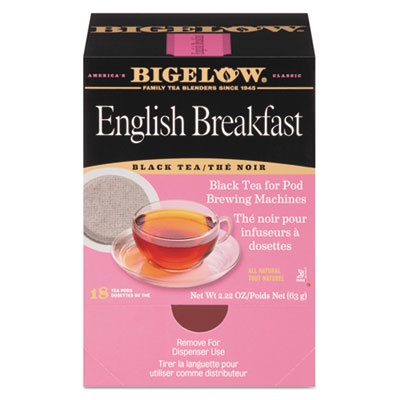 AMERICA'S
CLASSIC
BIGELOW®
FAMILY TEA BLENDERS SINCE 1945
English Breakfast
BLACK TEA/THÉ NOIR
Black Tea for Pod
Brewing Machines
Thé noir pour
infuseurs à
dosettes
ALL NATURAL
TOUT NATUREL
18 TEA PODS
DOSETTES DE THÉ
Net Wt 2.22 OZ/Poids Net (63 g)
Remove For
Dispenser Use
Tirer la languette pour
utiliser comme distributeur